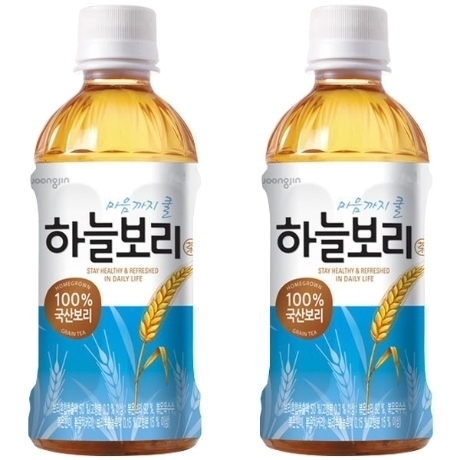 woongjin
마음까지 쿨
하늘보리
STAY HEALTHY & REFRESHED
IN DAILY LIFE
HOMEGROWN
100%
국산보리
GRAIN TEA
woongjin
마음까지 쿨
하늘보리
STAY HEALTHY & REFRESHED
IN DAILY LIFE
HOMEGROWN
100%
국산보리
GRAIN TEA